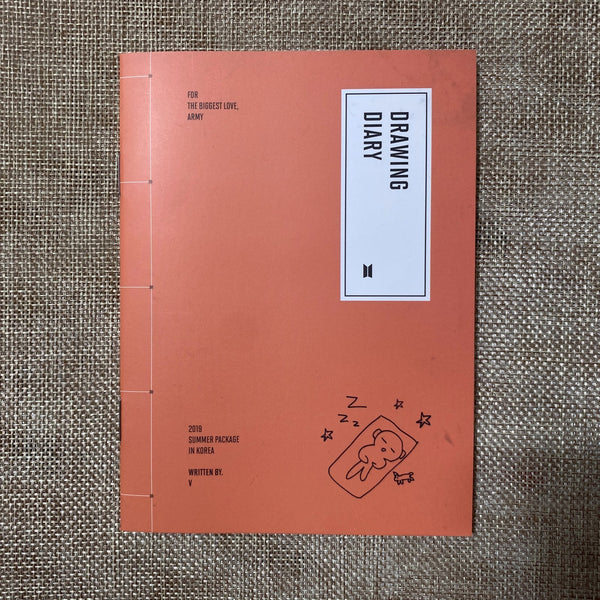 FOR
THE BIGGEST LOVE,
ARMY
DRAWING
DIARY
2019
SUMMER PACKAGE
IN KOREA
WRITTEN BY.
V
Z
Z
Z